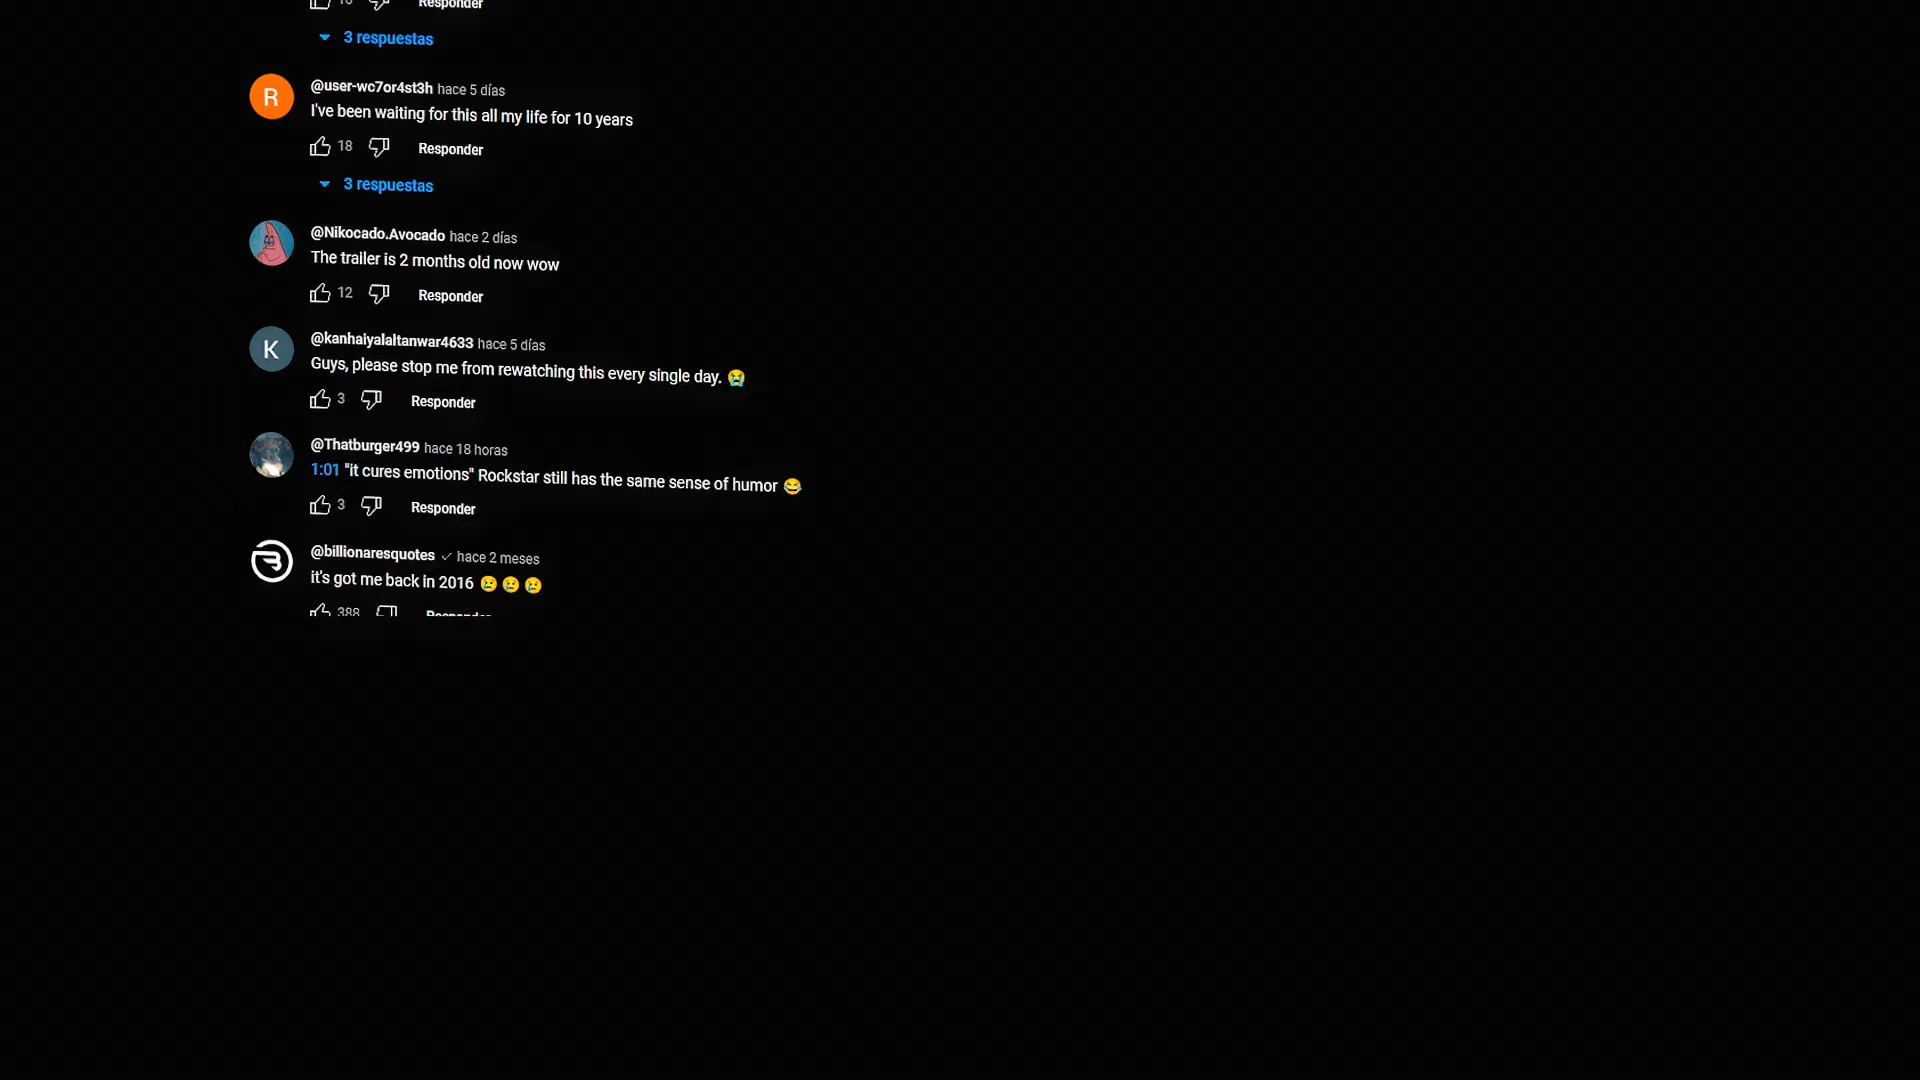 16 Responder
3 respuestas
R
@user-wc7or4st3h hace 5 días
I've been waiting for this all my life for 10 years
18 Responder
3 respuestas
@Nikocado.Avocado hace 2 días
The trailer is 2 months old now wow
12 Responder
K
@kanhaiyalaltanwar4633 hace 5 días
Guys, please stop me from rewatching this every single day. 😭
3 Responder
@Thatburger499 hace 18 horas
1:01 "it cures emotions" Rockstar still has the same sense of humor 😂
3 Responder
@billionaresquotes hace 2 meses
it's got me back in 2016 😢 😢 😢
388 Responder